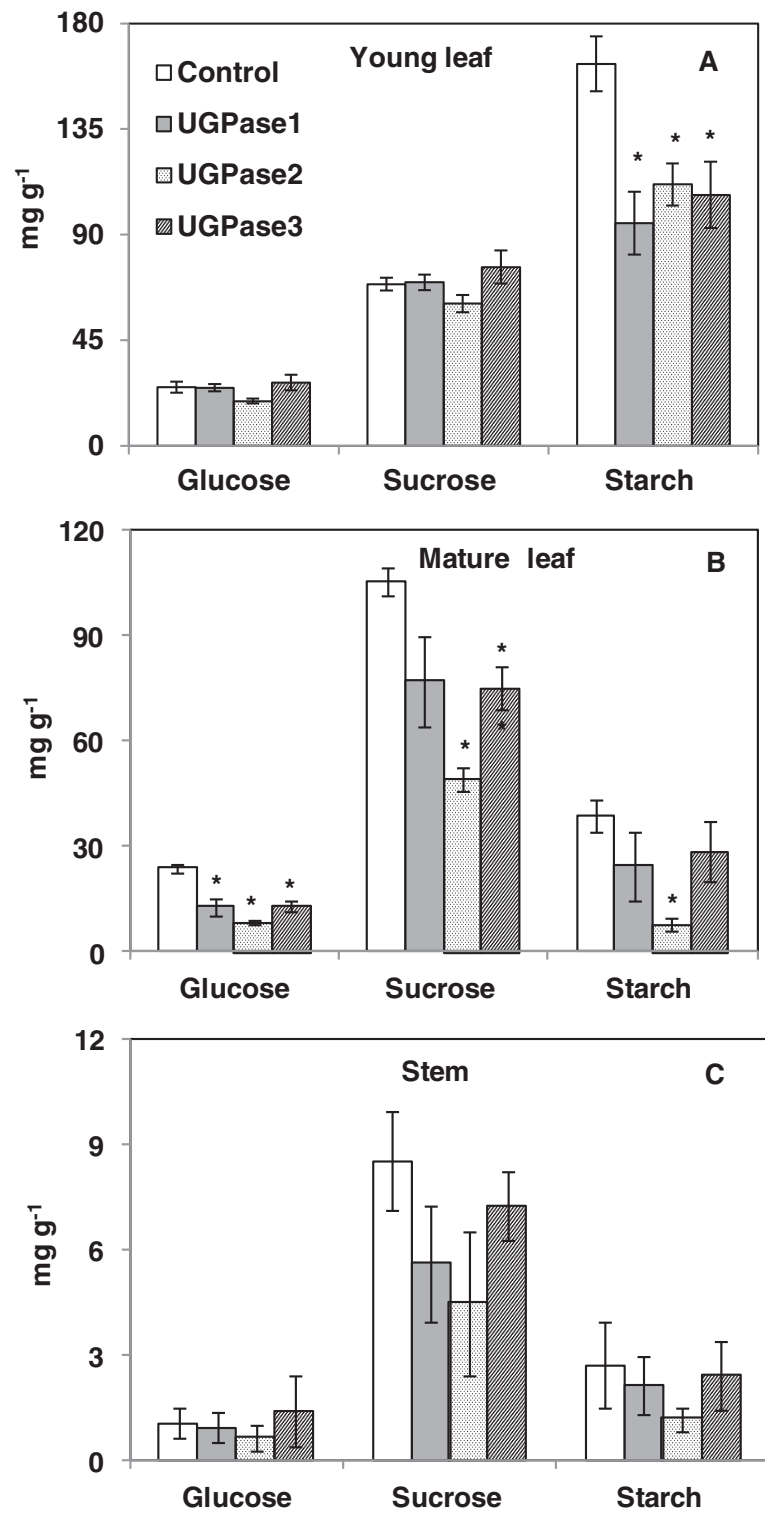 180
Young leaf
A
Control
UGPase1
UGPase2
UGPase3
135
90
45
0
mg g-1
*
*
*
Glucose Sucrose Starch
120
Mature leaf
B
90
60
30
0
mg g-1
*
*
*
*
*
*
*
Glucose Sucrose Starch
12
Stem
C
9
6
3
0
mg g-1
Glucose Sucrose Starch